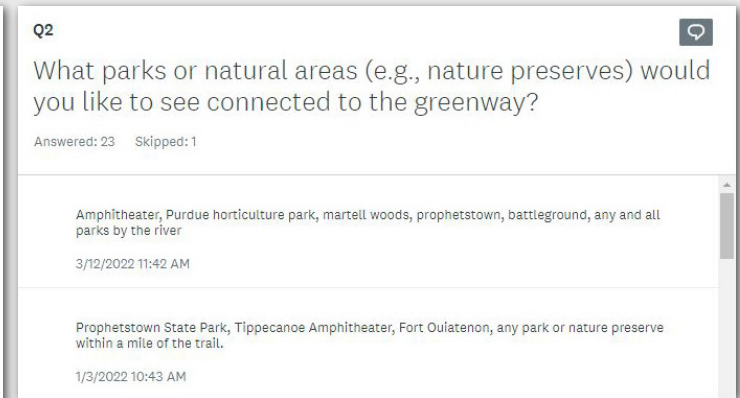 Q2
What parks or natural areas (e.g., nature preserves) would
you like to see connected to the greenway?
Answered: 23 Skipped: 1
Amphitheater, Purdue horticulture park, martell woods, prophetstown, battleground, any and all
parks by the river
3/12/2022 11:42 AM
Prophetstown State Park, Tippecanoe Amphitheater, Fort Ouiatenon, any park or nature preserve
within a mile of the trail.
1/3/2022 10:43 AM